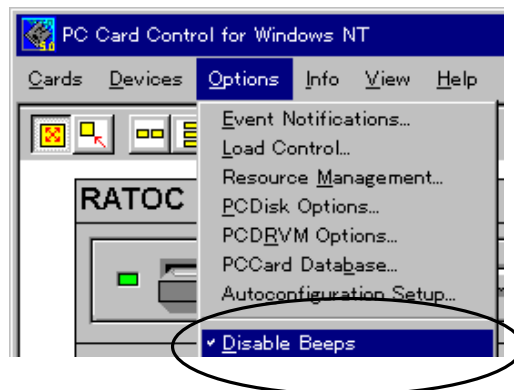 PC Card Control for Windows NT
Cards Devices Options Info View Help
Event Notifications...
Load Control...
Resource Management...
PCDisk Options...
PCDRVM Options...
PCCard Database...
Autoconfiguration Setup...
✓ Disable Beeps
RATOC